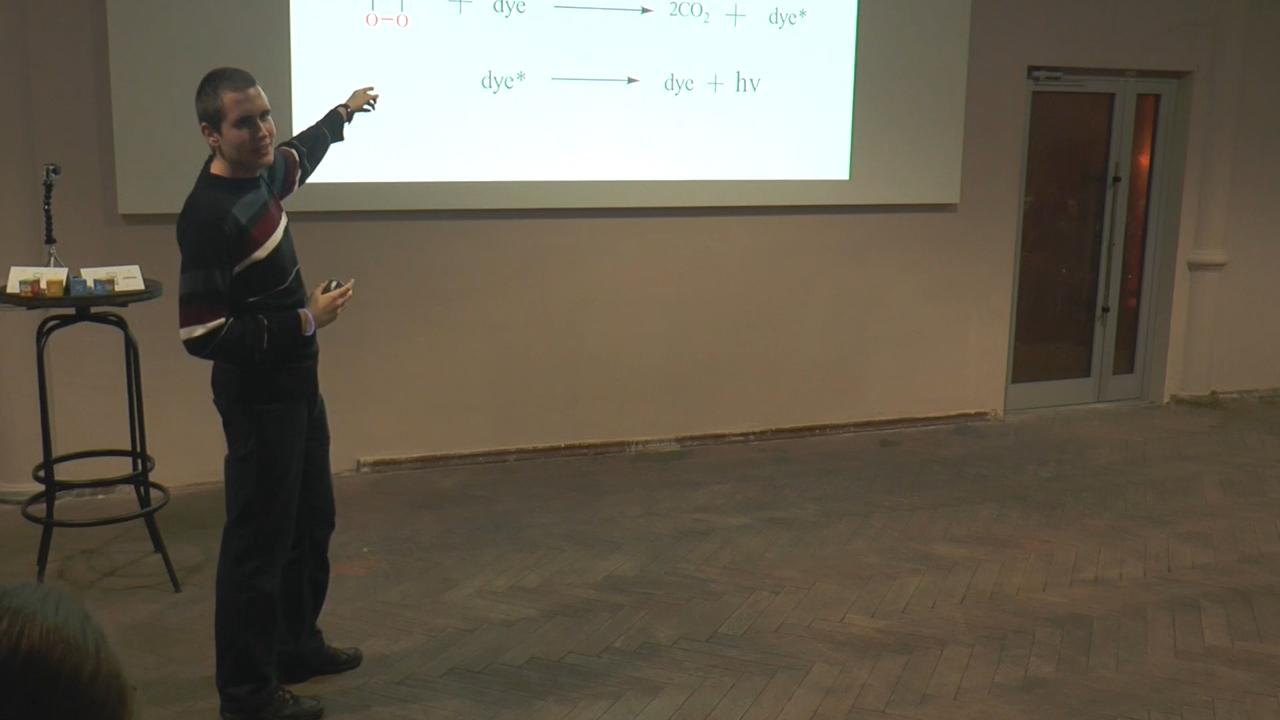 O−O + dye ⟶ 2CO₂ + dye*
dye* ⟶ dye + hν